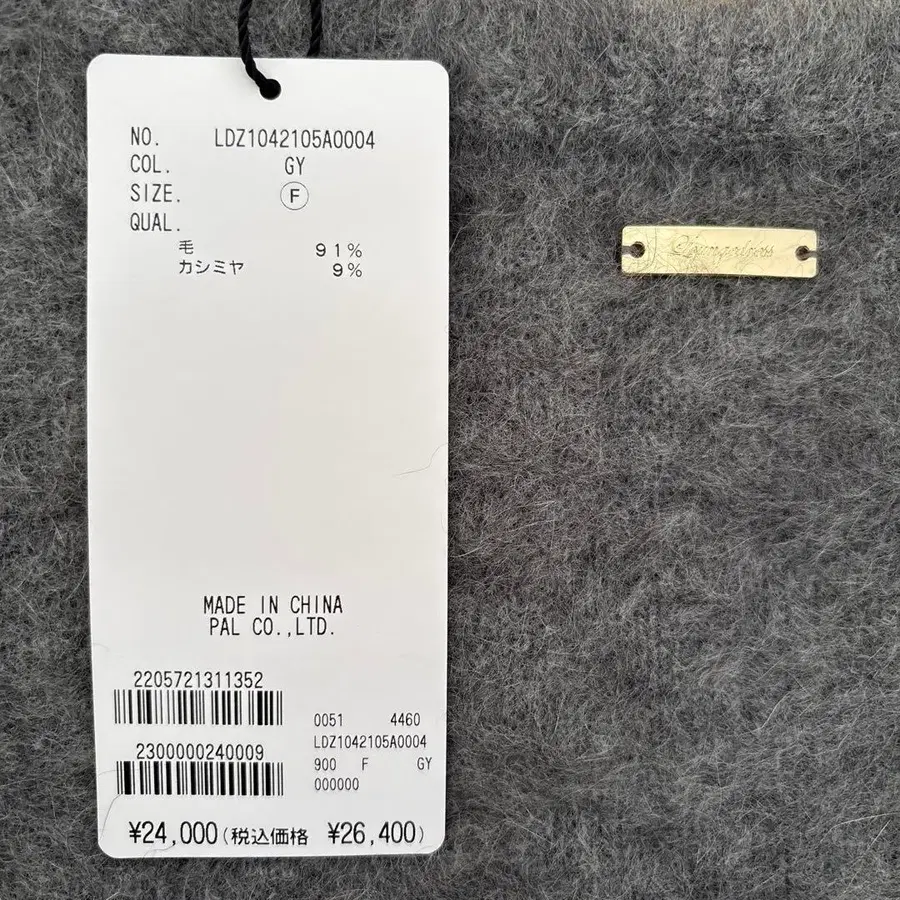 NO. LDZ1042105A0004
COL. GY
SIZE. F
QUAL.
毛 91%
カシミヤ 9%
MADE IN CHINA
PAL CO.,LTD.
2205721311352
2300000240009
0051 4460
LDZ1042105A0004
900 F GY
000000
¥24,000(税込価格 ¥26,400)